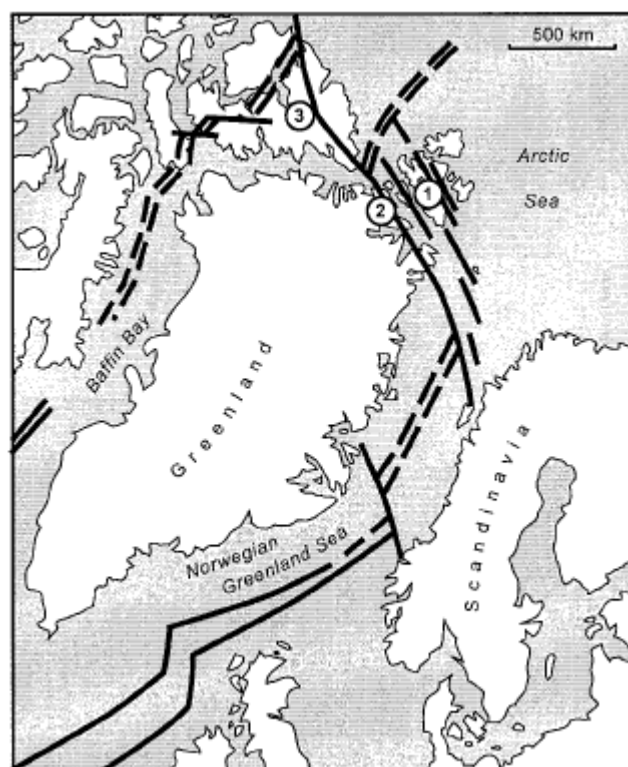 500 km
3
Arctic
Sea
1
2
Baffin Bay
Greenland
Scandinavia
Norwegian
Greenland Sea